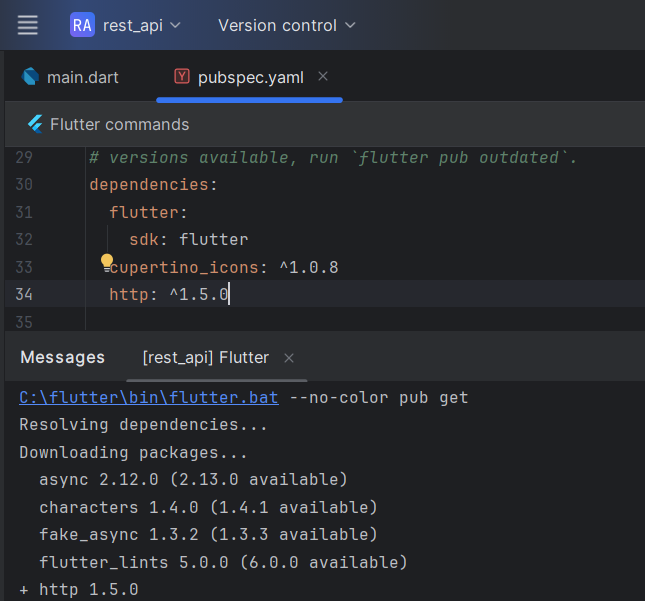 RA rest_api Version control
main.dart pubspec.yaml
Flutter commands
29 # versions available, run `flutter pub outdated`.
30 dependencies:
31 flutter:
32 sdk: flutter
33 cupertino_icons: ^1.0.8
34 http: ^1.5.0
35
Messages [rest_api] Flutter
C:\flutter\bin\flutter.bat --no-color pub get
Resolving dependencies...
Downloading packages...
async 2.12.0 (2.13.0 available)
characters 1.4.0 (1.4.1 available)
fake_async 1.3.2 (1.3.3 available)
flutter_lints 5.0.0 (6.0.0 available)
+ http 1.5.0